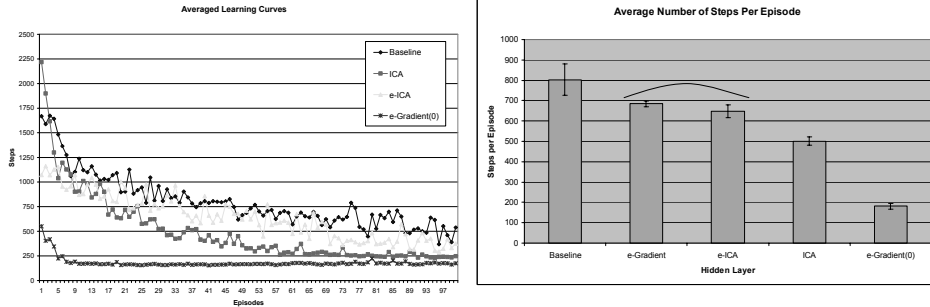 Averaged Learning Curves
2500
2250
2000
1750
1500
1250
1000
750
500
250
0
Steps
1 5 9 13 17 21 25 29 33 37 41 45 49 53 57 61 65 69 73 77 81 85 89 93 97
Episodes
Baseline
ICA
e-ICA
e-Gradient(0)
Average Number of Steps Per Episode
1000
900
800
700
600
500
400
300
200
100
0
Steps per Episode
Baseline e-Gradient e-ICA ICA e-Gradient(0)
Hidden Layer